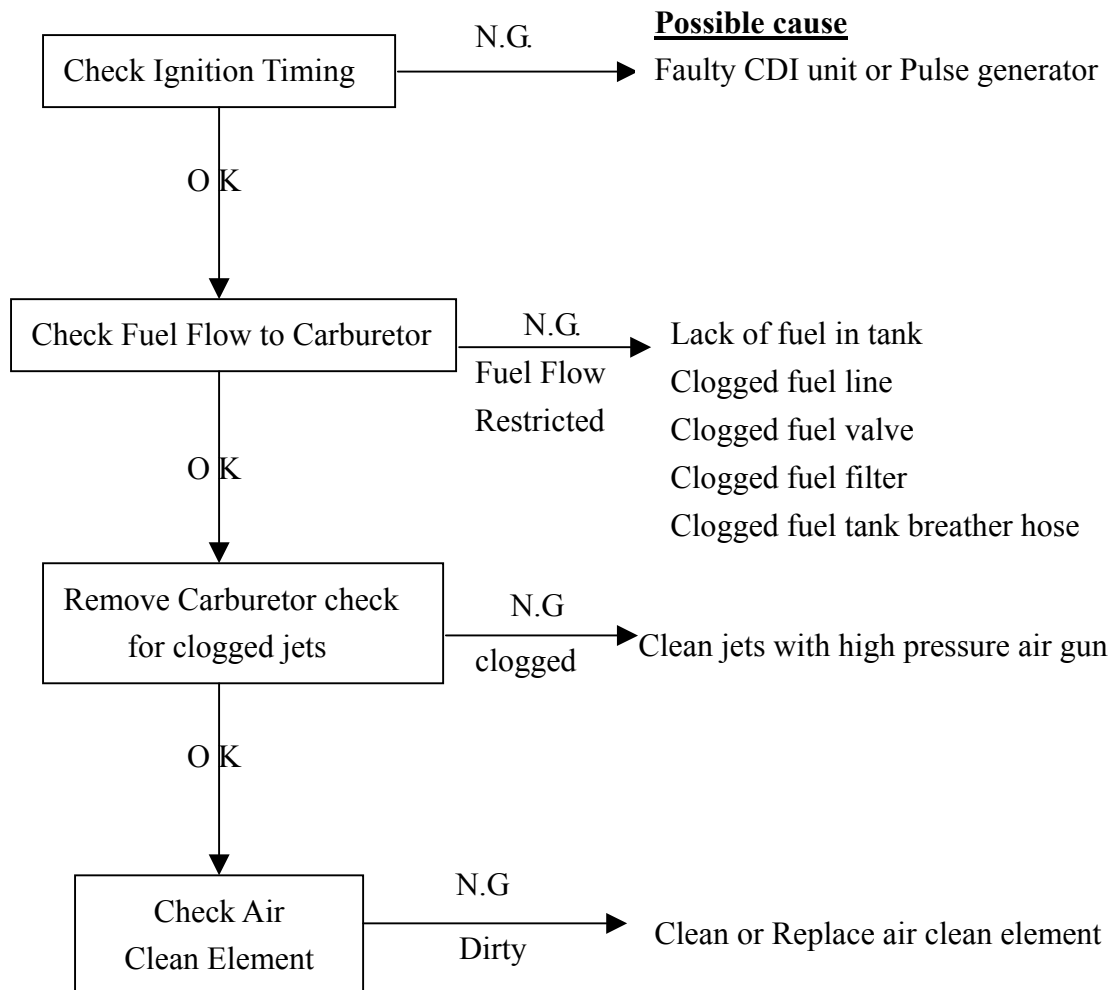 Possible cause
N.G.
Check Ignition Timing
Faulty CDI unit or Pulse generator
O K
Check Fuel Flow to Carburetor
N.G.
Fuel Flow
Restricted
Lack of fuel in tank
Clogged fuel line
Clogged fuel valve
Clogged fuel filter
Clogged fuel tank breather hose
O K
Remove Carburetor check
for clogged jets
N.G
clogged
Clean jets with high pressure air gun
O K
Check Air
Clean Element
N.G
Dirty
Clean or Replace air clean element